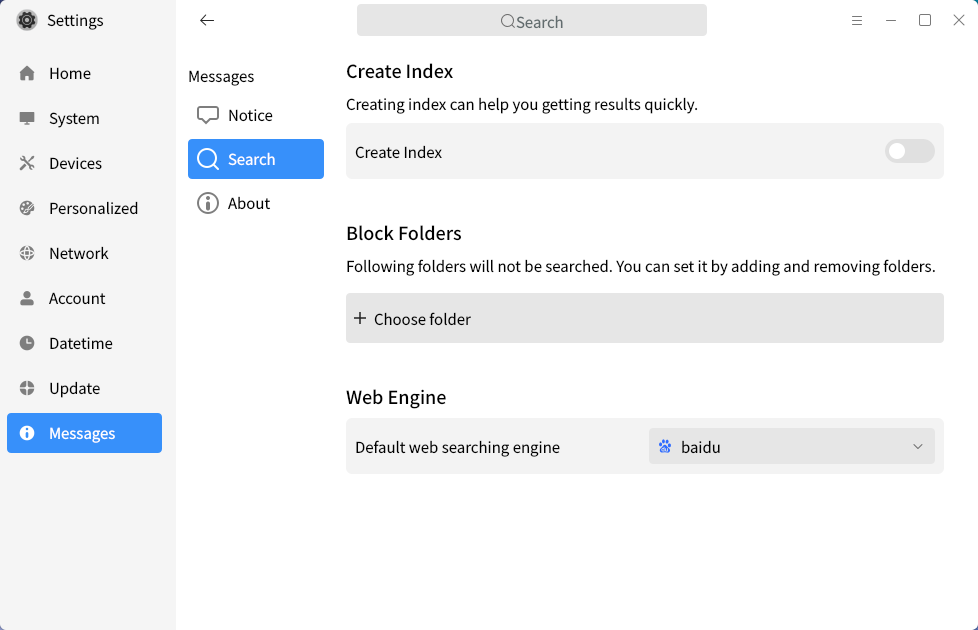 Settings
Search
Home
System
Devices
Personalized
Network
Account
Datetime
Update
Messages
Messages
Notice
Search
About
Create Index
Creating index can help you getting results quickly.
Create Index
Block Folders
Following folders will not be searched. You can set it by adding and removing folders.
Choose folder
Web Engine
Default web searching engine
baidu